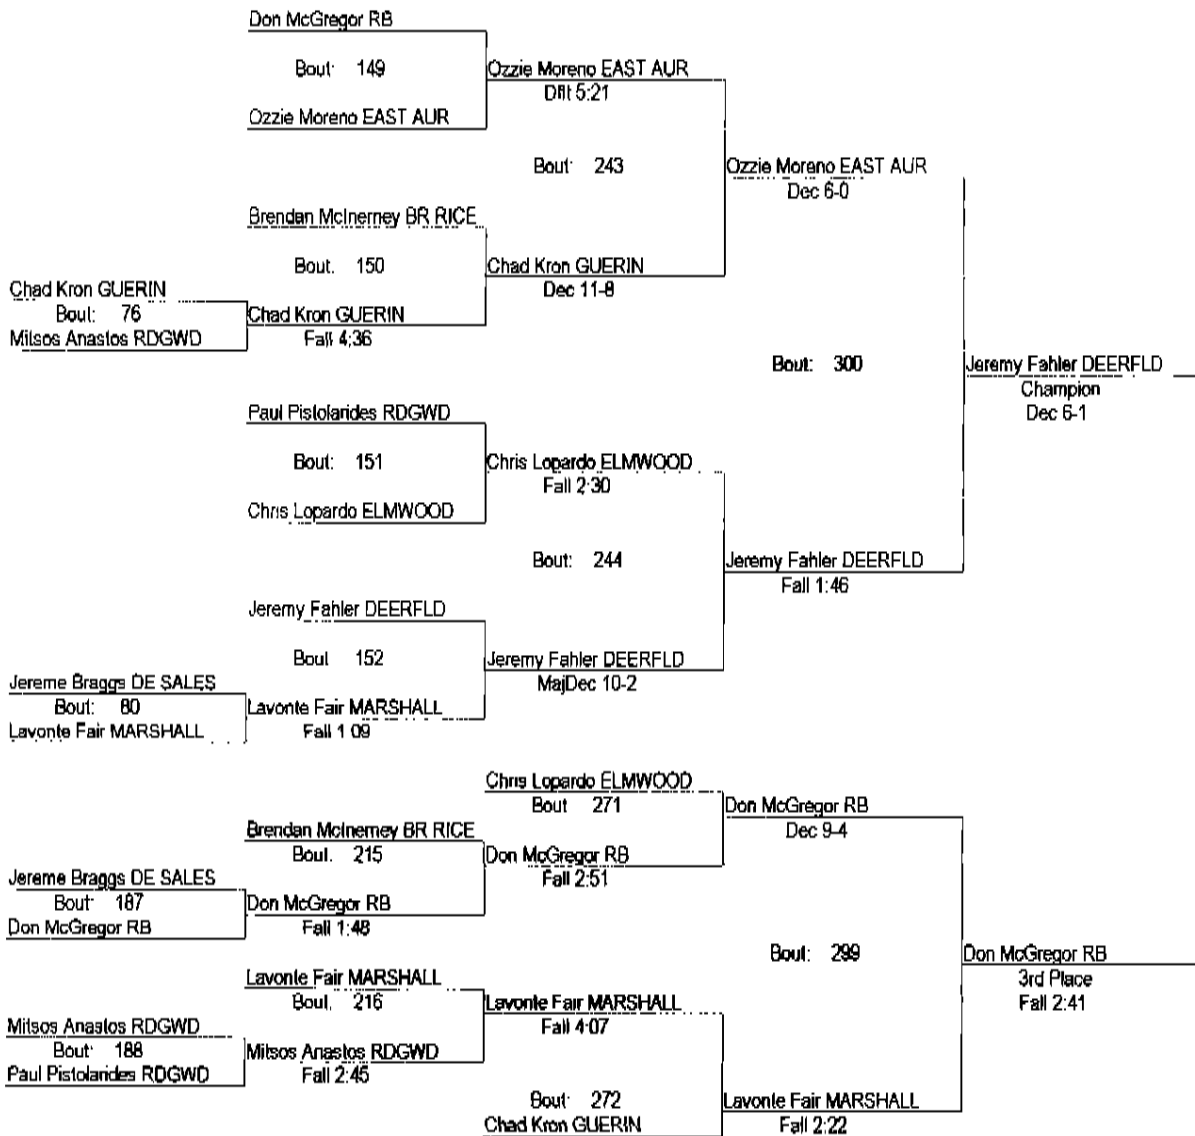 Don McGregor RB
Bout: 149
Ozzie Moreno EAST AUR
Dflt 5:21
Ozzie Moreno EAST AUR
Bout: 243
Ozzie Moreno EAST AUR
Dec 6-0
Brendan McInerney BR RICE
Bout. 150
Chad Kron GUERIN
Dec 11-8
Chad Kron GUERIN
Bout: 76
Chad Kron GUERIN
Mitsos Anastos RDGWD
Fall 4:36
Bout: 300
Jeremy Fahler DEERFLD
Champion
Dec 6-1
Paul Pistolarides RDGWD
Bout: 151
Chris Lopardo ELMWOOD
Fall 2:30
Chris Lopardo ELMWOOD
Bout: 244
Jeremy Fahler DEERFLD
Fall 1:46
Jeremy Fahler DEERFLD
Bout 152
Jeremy Fahler DEERFLD
MajDec 10-2
Jereme Braggs DE SALES
Bout: 80
Lavonte Fair MARSHALL
Lavonte Fair MARSHALL
Fall 1 09
Chris Lopardo ELMWOOD
Bout 271
Don McGregor RB
Dec 9-4
Brendan McInerney BR RICE
Bout. 215
Don McGregor RB
Fall 2:51
Jereme Braggs DE SALES
Bout: 187
Don McGregor RB
Don McGregor RB
Fall 1:48
Bout: 299
Don McGregor RB
3rd Place
Fall 2:41
Lavonte Fair MARSHALL
Bout. 216
Lavonte Fair MARSHALL
Fall 4:07
Mitsos Anastos RDGWD
Bout: 188
Mitsos Anastos RDGWD
Paul Pistolarides RDGWD
Fall 2:45
Bout: 272
Lavonte Fair MARSHALL
Chad Kron GUERIN
Fall 2:22